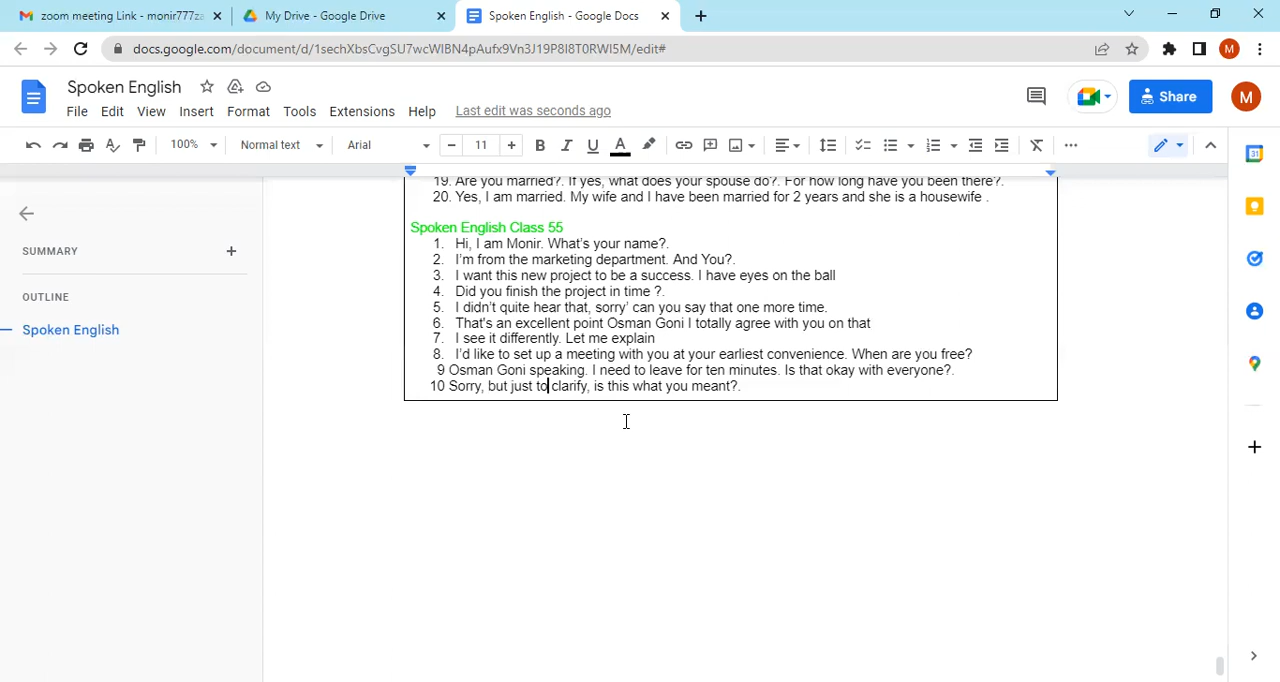 zoom meeting Link - monir777za
My Drive - Google Drive
Spoken English - Google Docs
docs.google.com/document/d/1sechXbsCvgSU7wcWlBN4pAufx9Vn3J19P8I8T0RWI5M/edit#
M
Spoken English
File Edit View Insert Format Tools Extensions Help Last edit was seconds ago
Share
M
100% Normal text Arial 11 B I U A
31
SUMMARY
OUTLINE
Spoken English
19. Are you married?. If yes, what does your spouse do?. For how long have you been there?.
20. Yes, I am married. My wife and I have been married for 2 years and she is a housewife .
Spoken English Class 55
1. Hi, I am Monir. What's your name?.
2. I'm from the marketing department. And You?.
3. I want this new project to be a success. I have eyes on the ball
4. Did you finish the project in time ?.
5. I didn't quite hear that, sorry' can you say that one more time.
6. That's an excellent point Osman Goni I totally agree with you on that
7. I see it differently. Let me explain
8. I'd like to set up a meeting with you at your earliest convenience. When are you free?
9 Osman Goni speaking. I need to leave for ten minutes. Is that okay with everyone?.
10 Sorry, but just to clarify, is this what you meant?.